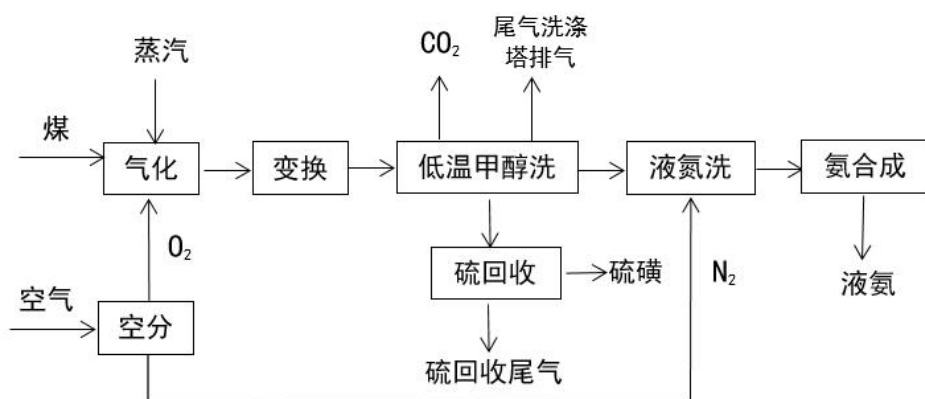 蒸汽
CO₂
尾气洗涤
塔排气
煤
气化
变换
低温甲醇洗
液氮洗
氨合成
O₂
硫回收
硫磺
N₂
液氨
空气
空分
硫回收尾气